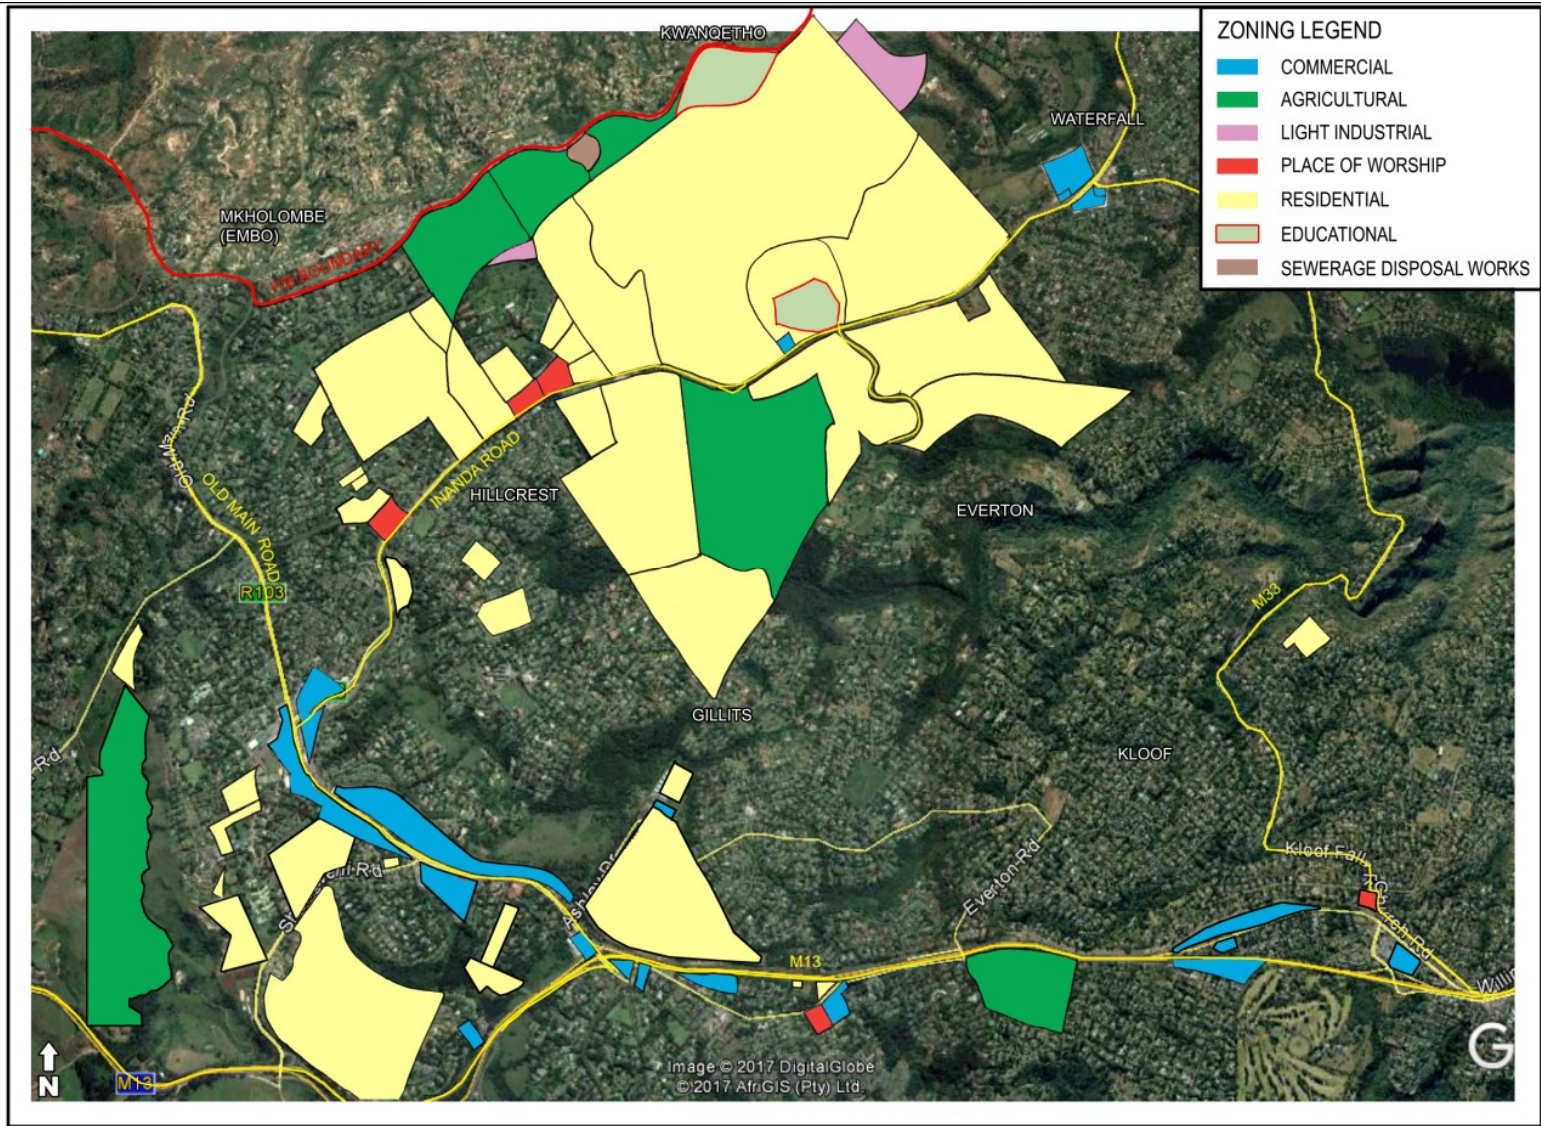 KWANQETHO
ZONING LEGEND
COMMERCIAL
AGRICULTURAL
LIGHT INDUSTRIAL
PLACE OF WORSHIP
RESIDENTIAL
EDUCATIONAL
SEWERAGE DISPOSAL WORKS
WATERFALL
MKHOLOMBE
(EMBO)
ITB BOUNDARY
Old Main Rd
OLD MAIN ROAD
INANDA ROAD
HILLCREST
EVERTON
R103
M33
GILLITS
KLOOF
Rd
Kloof Fall
Church Rd
Everton Rd
M13
M13
N
G
Image © 2017 DigitalGlobe
© 2017 AfriGIS (Pty) Ltd.